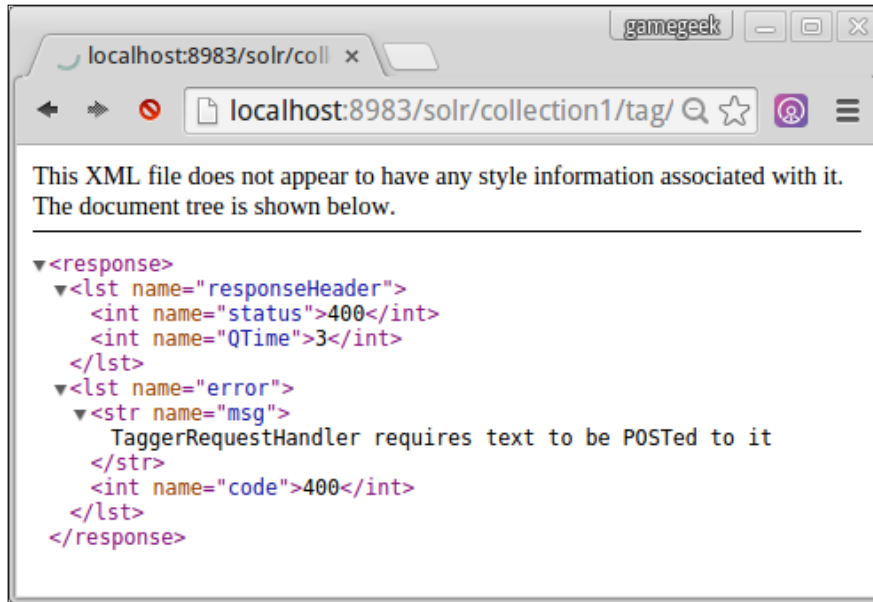 gamegeek
localhost:8983/solr/coll
localhost:8983/solr/collection1/tag/
This XML file does not appear to have any style information associated with it.
The document tree is shown below.
▼<response>
▼<lst name="responseHeader">
<int name="status">400</int>
<int name="QTime">3</int>
</lst>
▼<lst name="error">
▼<str name="msg">
TaggerRequestHandler requires text to be POSTed to it
</str>
<int name="code">400</int>
</lst>
</response>